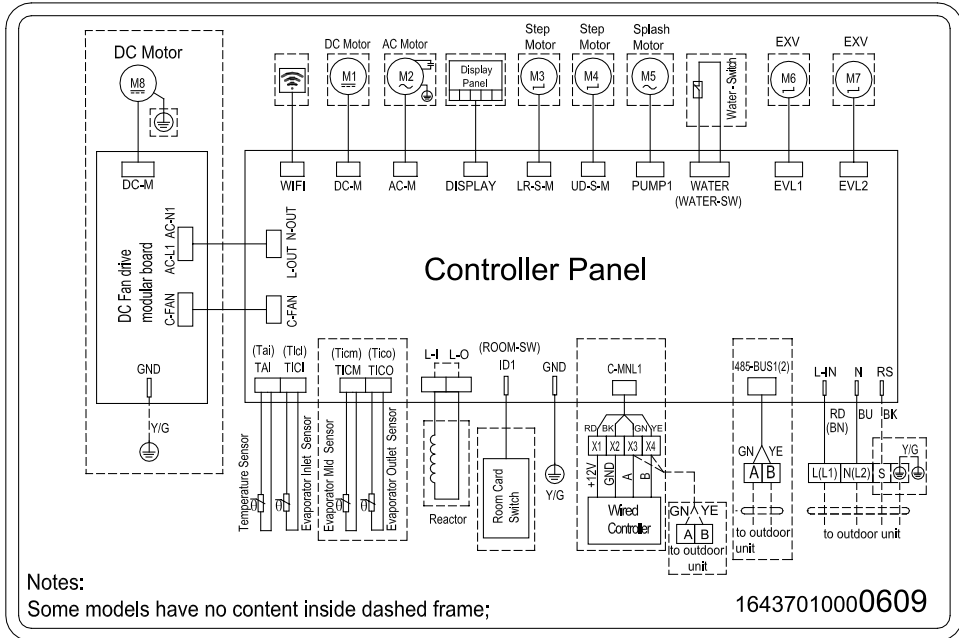 DC Motor
M8
DC Motor
M1
AC Motor
M2
Display
Panel
Step
Motor
M3
Step
Motor
M4
Splash
Motor
M5
Water-Switch
EXV
M6
EXV
M7
DC-M
WIFI
DC-M
AC-M
DISPLAY
LR-S-M
UD-S-M
PUMP1
WATER
(WATER-SW)
EVL1
EVL2
DC Fan drive
modular board
AC-L1 AC-N1
C-FAN
L-OUT N-OUT
C-FAN
Controller Panel
GND
Y/G
(Tai)
TAI
(TIcI)
TICI
(Ticm)
TICM
(Tico)
TICO
L-I L-O
(ROOM-SW)
ID1
GND
C-MNL1
485-BUS1(2)
L-IN
N
RS
Temperature Sensor
Evaporator Inlet Sensor
Evaporator Mid Sensor
Evaporator Outlet Sensor
Reactor
Room Card
Switch
Y/G
RD BK GN YE
X1 X2 X3 X4
+12V
GND
A
B
Wired
Controller
GN YE
A B
to outdoor
unit
GN YE
A B
to outdoor
unit
RD
(BN)
BU
BK
Y/G
L(L1) N(L2) S
to outdoor unit
Notes:
Some models have no content inside dashed frame;
16437010000609